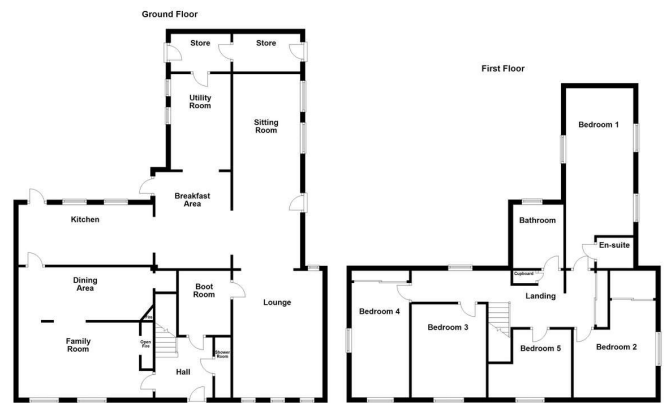 Ground Floor
Store
Store
Utility
Room
Sitting
Room
Breakfast
Area
Kitchen
Dining
Area
Boot
Room
Lounge
Fire
Family
Room
Open
Fire
Hall
Shower
Room
First Floor
Bedroom 1
Bathroom
En-suite
Cupboard
Landing
Bedroom 4
Bedroom 3
Bedroom 5
Bedroom 2